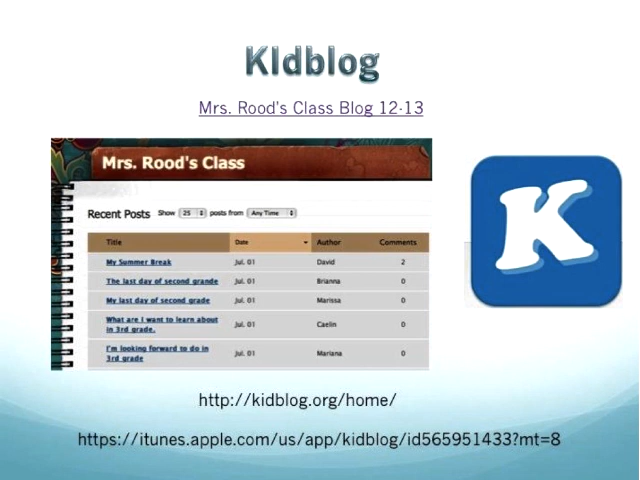 KIdblog
Mrs. Rood's Class Blog 12-13
Mrs. Rood's Class
Recent Posts Show 25 posts from Any Time
Title Date Author Comments
My Summer Break Jul. 01 David 2
The last day of second grande Jul. 01 Brianna 0
My last day of second grade Jul. 01 Marissa 0
What are i want to learn about
in 3rd grade. Jul. 01 Caelin 0
I'm looking forward to do in
3rd grade Jul. 01 Mariana 0
K
http://kidblog.org/home/
https://itunes.apple.com/us/app/kidblog/id565951433?mt=8